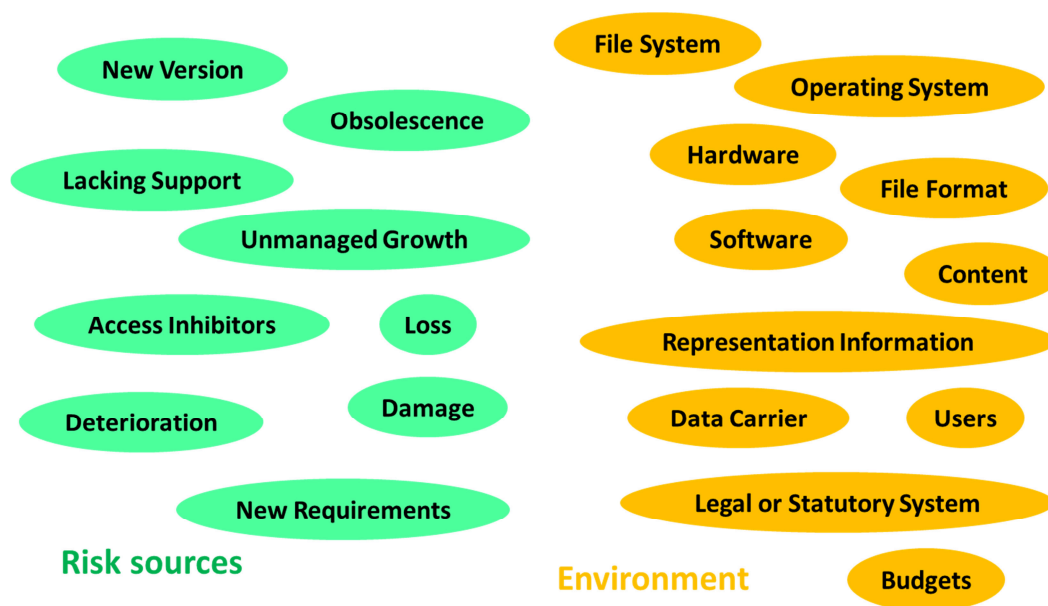 New Version
Obsolescence
Lacking Support
Unmanaged Growth
Access Inhibitors
Loss
Deterioration
Damage
New Requirements
Risk sources
File System
Operating System
Hardware
File Format
Software
Content
Representation Information
Data Carrier
Users
Legal or Statutory System
Environment
Budgets